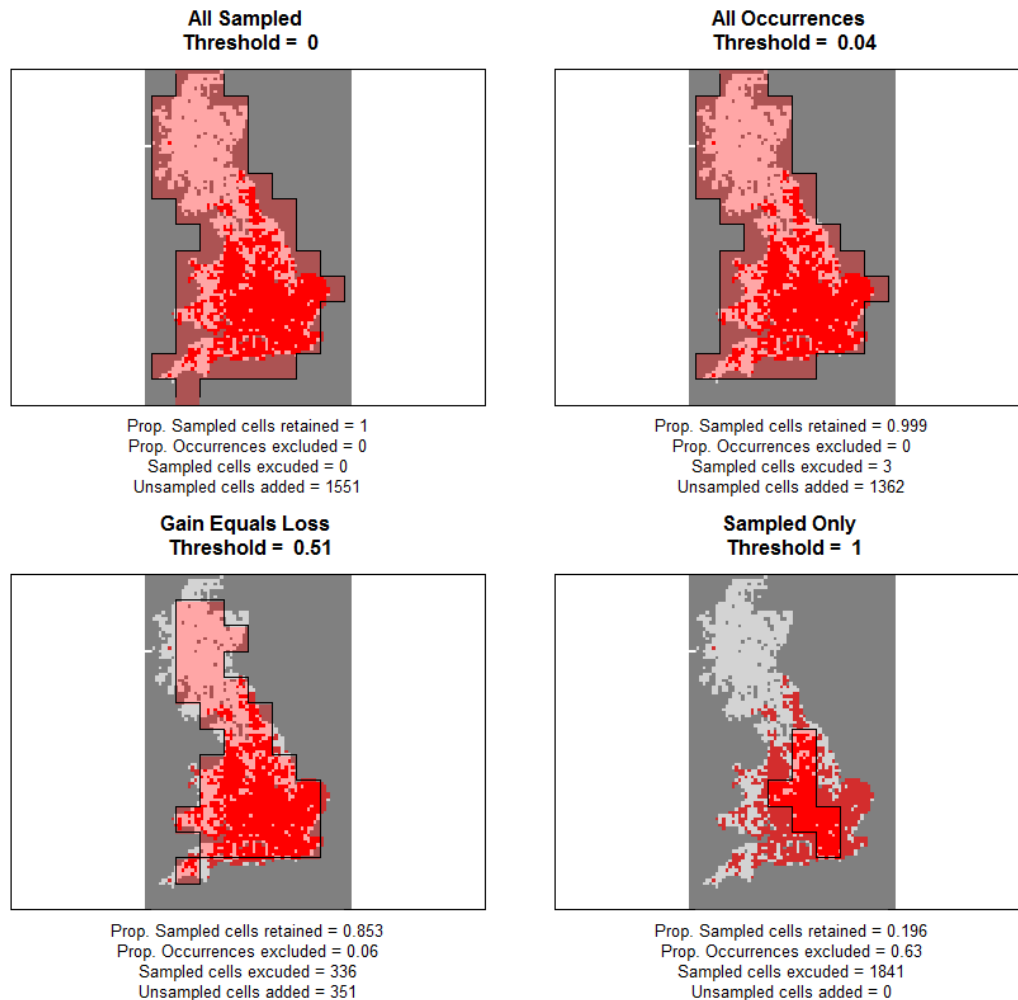 All Sampled
Threshold = 0
Prop. Sampled cells retained = 1
Prop. Occurrences excluded = 0
Sampled cells excuded = 0
Unsampled cells added = 1551
All Occurrences
Threshold = 0.04
Prop. Sampled cells retained = 0.999
Prop. Occurrences excluded = 0
Sampled cells excuded = 3
Unsampled cells added = 1362
Gain Equals Loss
Threshold = 0.51
Prop. Sampled cells retained = 0.853
Prop. Occurrences excluded = 0.06
Sampled cells excuded = 336
Unsampled cells added = 351
Sampled Only
Threshold = 1
Prop. Sampled cells retained = 0.196
Prop. Occurrences excluded = 0.63
Sampled cells excuded = 1841
Unsampled cells added = 0